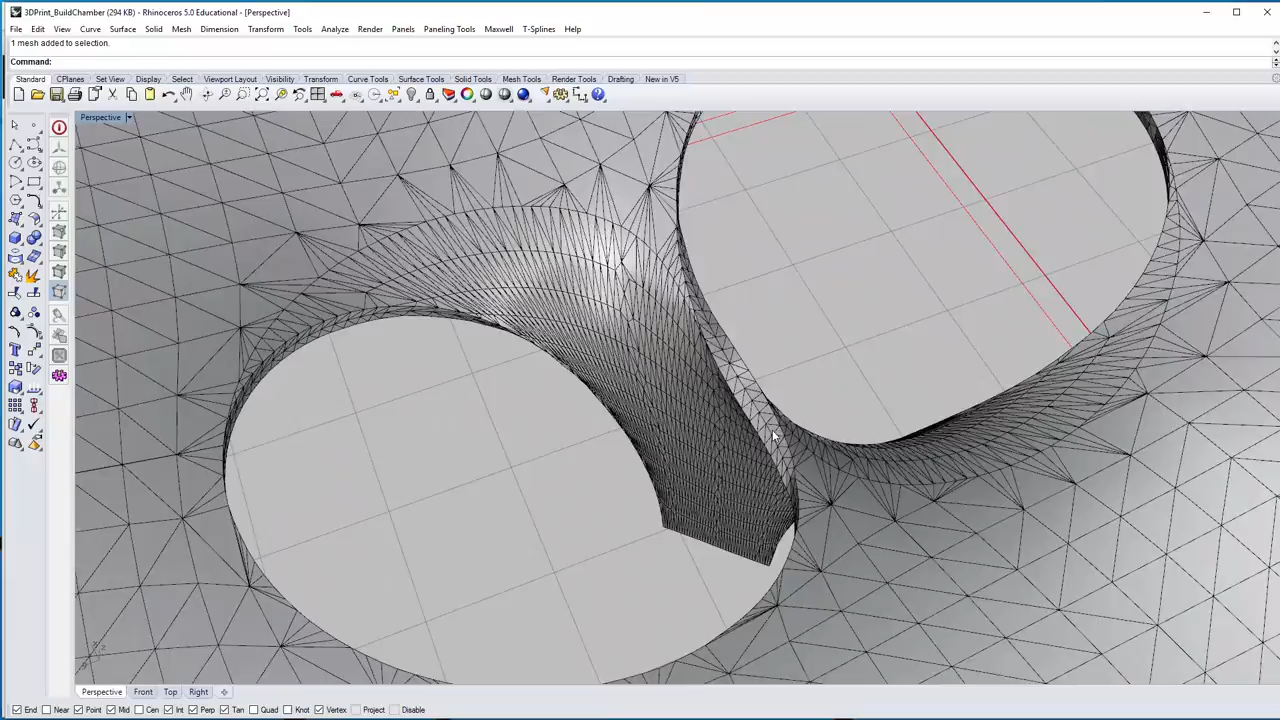 3DPrint_BuildChamber (294 KB) - Rhinoceros 5.0 Educational - [Perspective]
File Edit View Curve Surface Solid Mesh Dimension Transform Tools Analyze Render Panels Paneling Tools Maxwell T-Splines Help
1 mesh added to selection.
Command:
Standard CPlanes Set View Display Select Viewport Layout Visibility Transform Curve Tools Surface Tools Solid Tools Mesh Tools Render Tools Drafting New in V5
Perspective
Perspective Front Top Right
End Near Point Mid Cen Int Perp Tan Quad Knot Vertex Project Disable